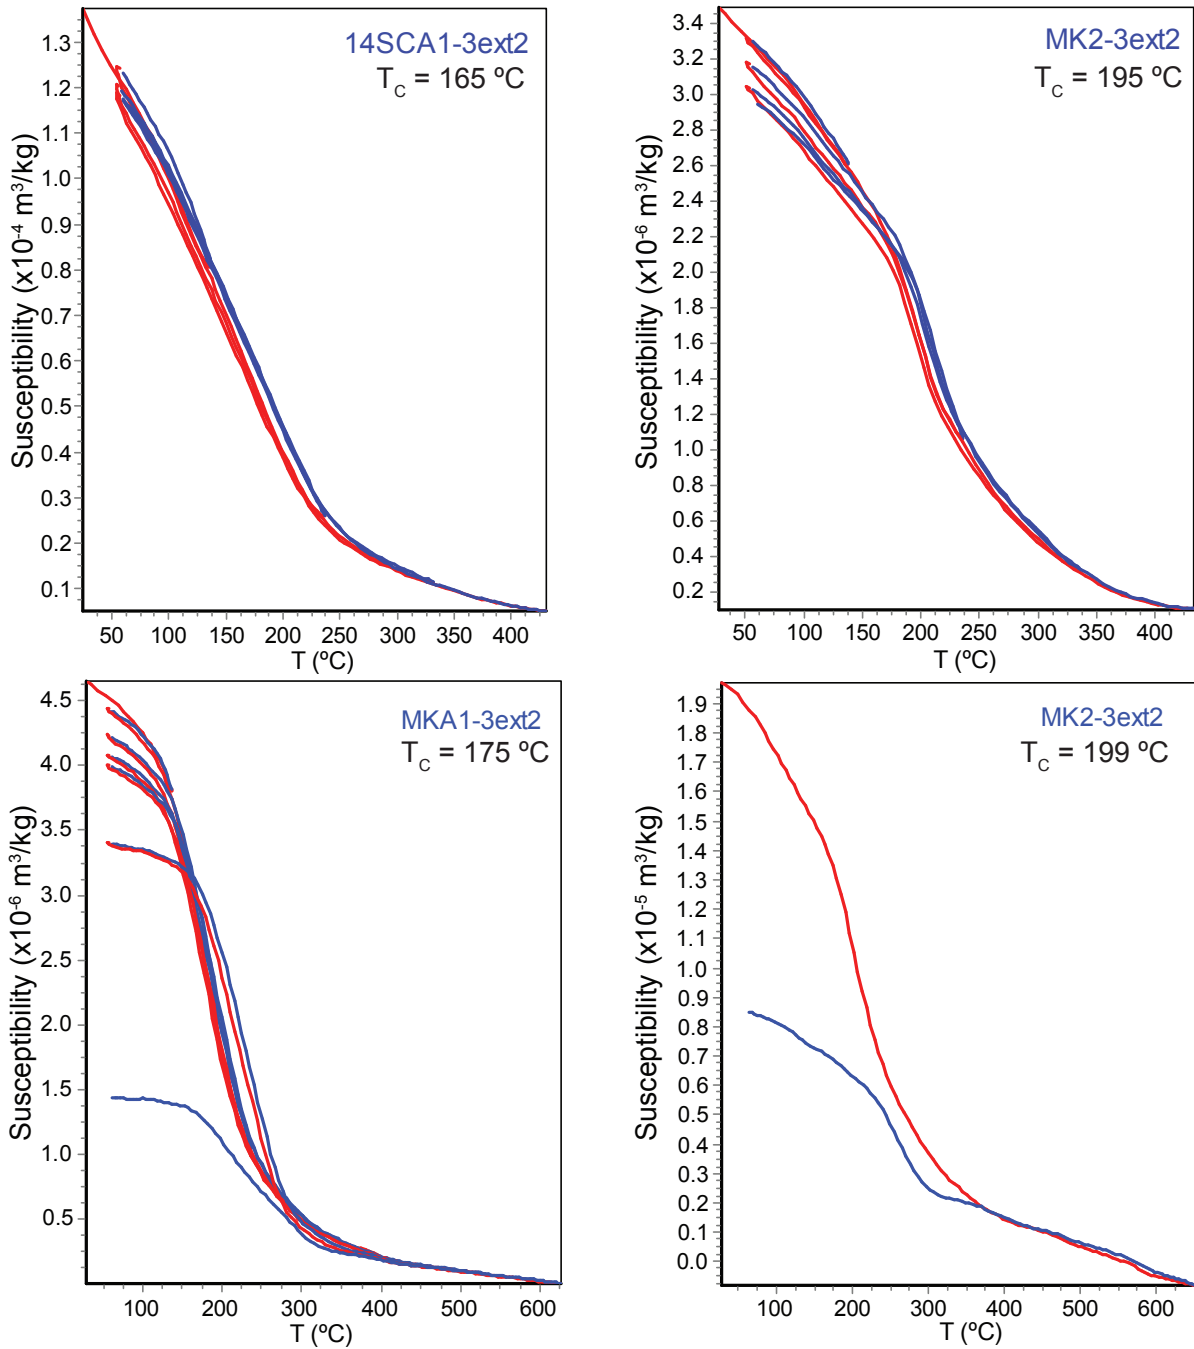 14SCA1-3ext2
T_C = 165 ºC
Susceptibility (x10⁻⁴ m³/kg)
1.3
1.2
1.1
1.0
0.9
0.8
0.7
0.6
0.5
0.4
0.3
0.2
0.1
50 100 150 200 250 300 350 400
T (ºC)
MK2-3ext2
T_C = 195 ºC
Susceptibility (x10⁻⁶ m³/kg)
3.4
3.2
3.0
2.8
2.6
2.4
2.2
2.0
1.8
1.6
1.4
1.2
1.0
0.8
0.6
0.4
0.2
50 100 150 200 250 300 350 400
T (ºC)
MKA1-3ext2
T_C = 175 ºC
Susceptibility (x10⁻⁶ m³/kg)
4.5
4.0
3.5
3.0
2.5
2.0
1.5
1.0
0.5
100 200 300 400 500 600
T (ºC)
MK2-3ext2
T_C = 199 ºC
Susceptibility (x10⁻⁵ m³/kg)
1.9
1.8
1.7
1.6
1.5
1.9
1.3
1.2
1.1
1.0
0.9
0.8
0.7
0.6
0.5
0.4
0.3
0.2
0.1
0.0
100 200 300 400 500 600
T (ºC)